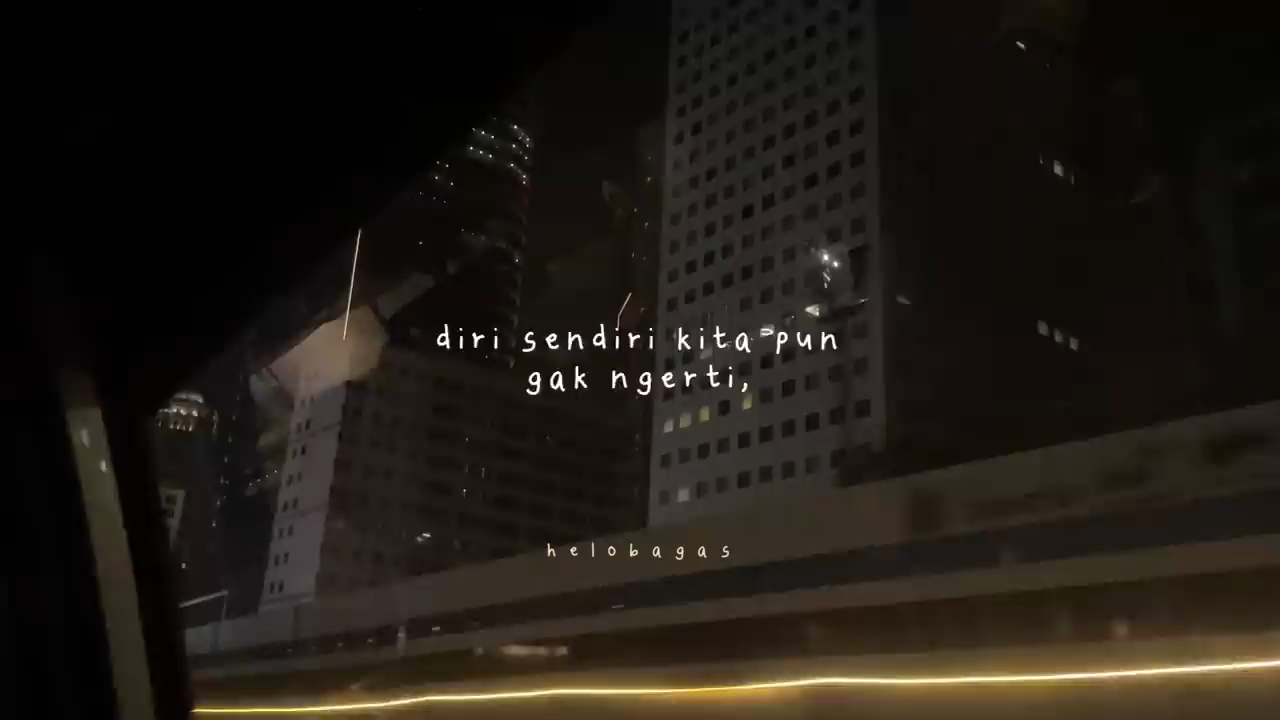 diri sendiri kita pun
gak ngerti,
helobagas